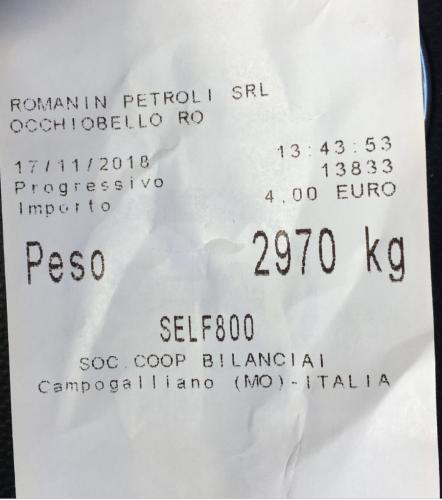 ROMANIN PETROLI SRL
OCCHIOBELLO RO
17/11/2018 13:43:53
Progressivo 13833
Importo 4,00 EURO
Peso 2970 kg
SELF800
SOC.COOP BILANCIAI
Campogalliano (MO)-ITALIA